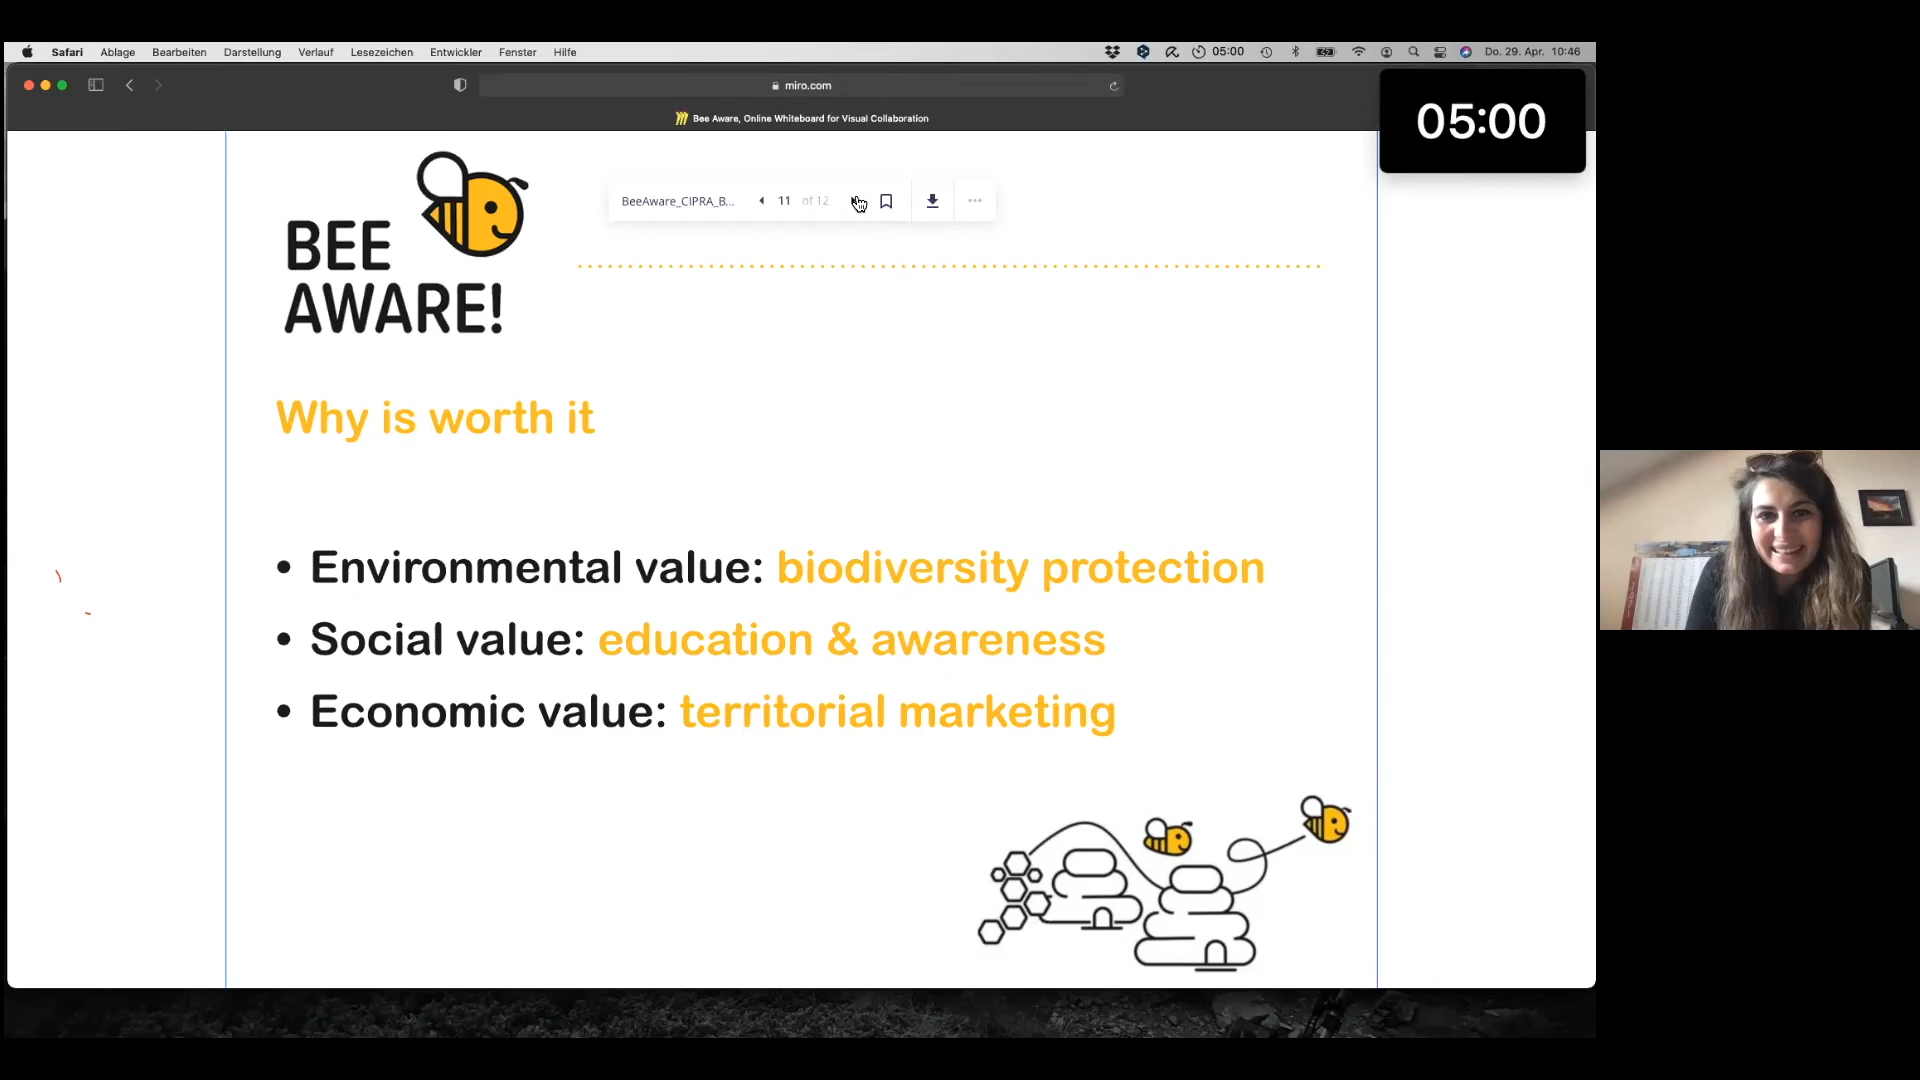 Safari Ablage Bearbeiten Darstellung Verlauf Lesezeichen Entwickler Fenster Hilfe 05:00 Do. 29. Apr. 10:46
miro.com
Bee Aware, Online Whiteboard for Visual Collaboration
05:00
BeeAware_CIPRA_B... 11 of 12
BEE
AWARE!
Why is worth it
• Environmental value: biodiversity protection
• Social value: education & awareness
• Economic value: territorial marketing